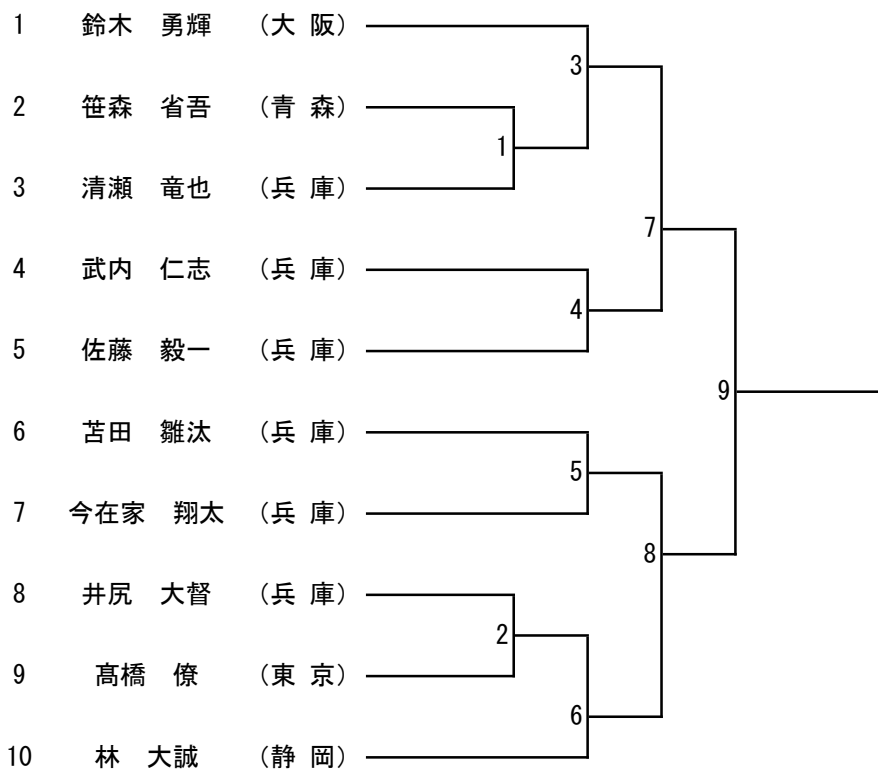 1 鈴木 勇輝 (大 阪)
3
2 笹森 省吾 (青 森)
1
3 清瀬 竜也 (兵 庫)
7
4 武内 仁志 (兵 庫)
4
5 佐藤 毅一 (兵 庫)
9
6 苫田 雛汰 (兵 庫)
5
7 今在家 翔太 (兵 庫)
8
8 井尻 大督 (兵 庫)
2
9 髙橋 僚 (東 京)
6
10 林 大誠 (静 岡)